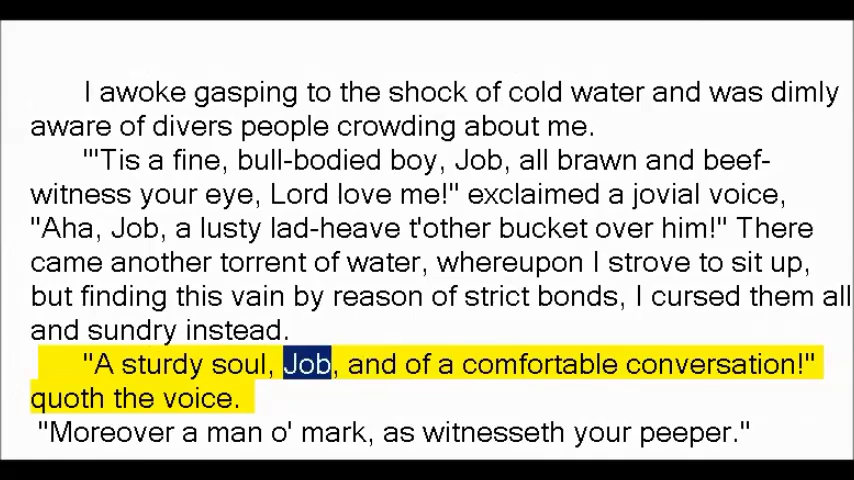 I awoke gasping to the shock of cold water and was dimly
aware of divers people crowding about me.
"'Tis a fine, bull-bodied boy, Job, all brawn and beef-
witness your eye, Lord love me!" exclaimed a jovial voice,
"Aha, Job, a lusty lad-heave t'other bucket over him!" There
came another torrent of water, whereupon I strove to sit up,
but finding this vain by reason of strict bonds, I cursed them all
and sundry instead.
"A sturdy soul, Job, and of a comfortable conversation!"
quoth the voice.
"Moreover a man o' mark, as witnesseth your peeper."